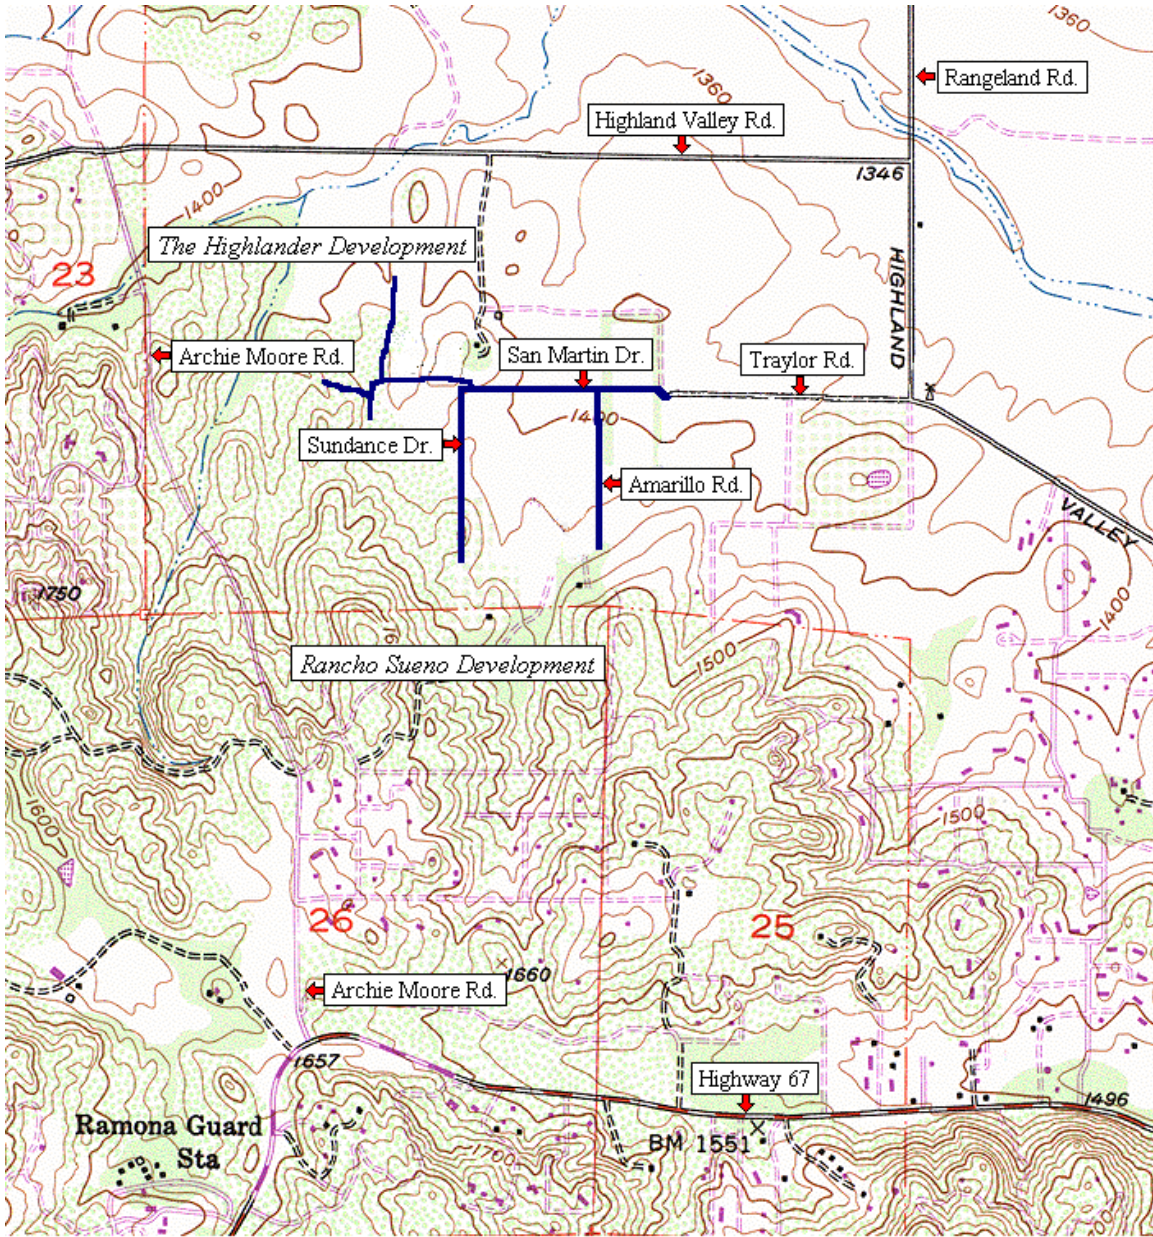 1360
1360
Rangeland Rd.
Highland Valley Rd.
1346
1400
The Highlander Development
23
HIGHLAND
Archie Moore Rd.
San Martin Dr.
Traylor Rd.
1400
Sundance Dr.
Amarillo Rd.
VALLEY
1750
1400
1500
Rancho Sueno Development
1600
1500
26
25
1660
Archie Moore Rd.
1657
Highway 67
1496
Ramona Guard
Sta
BM 1551
1700